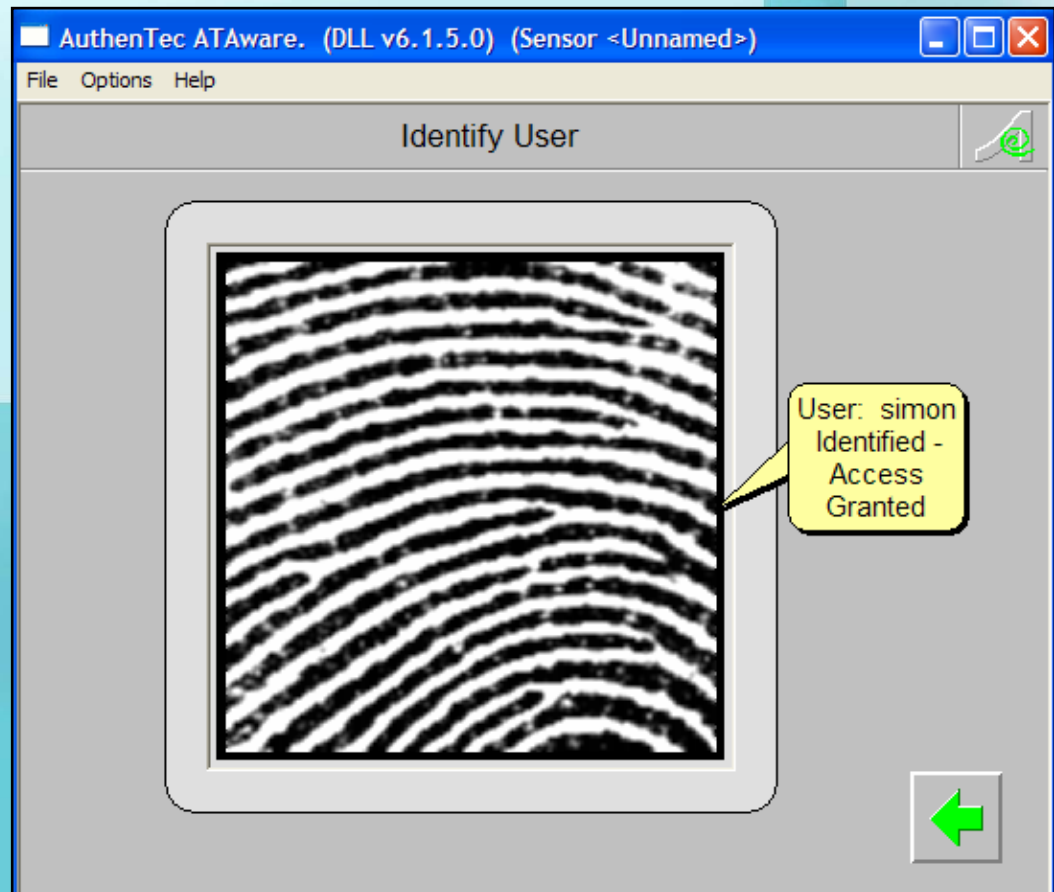 AuthenTec ATAware. (DLL v6.1.5.0) (Sensor <Unnamed>)
File Options Help
Identify User
User: simon
Identified -
Access
Granted